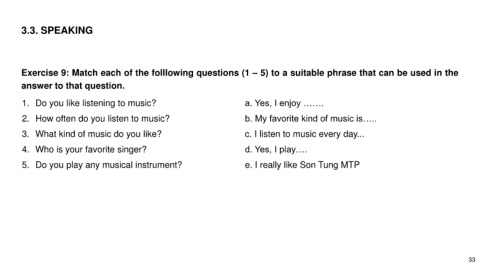 3.3. SPEAKING
Exercise 9: Match each of the folllowing questions (1 – 5) to a suitable phrase that can be used in the
answer to that question.
1. Do you like listening to music? a. Yes, I enjoy …….
2. How often do you listen to music? b. My favorite kind of music is…..
3. What kind of music do you like? c. I listen to music every day...
4. Who is your favorite singer? d. Yes, I play….
5. Do you play any musical instrument? e. I really like Son Tung MTP
33